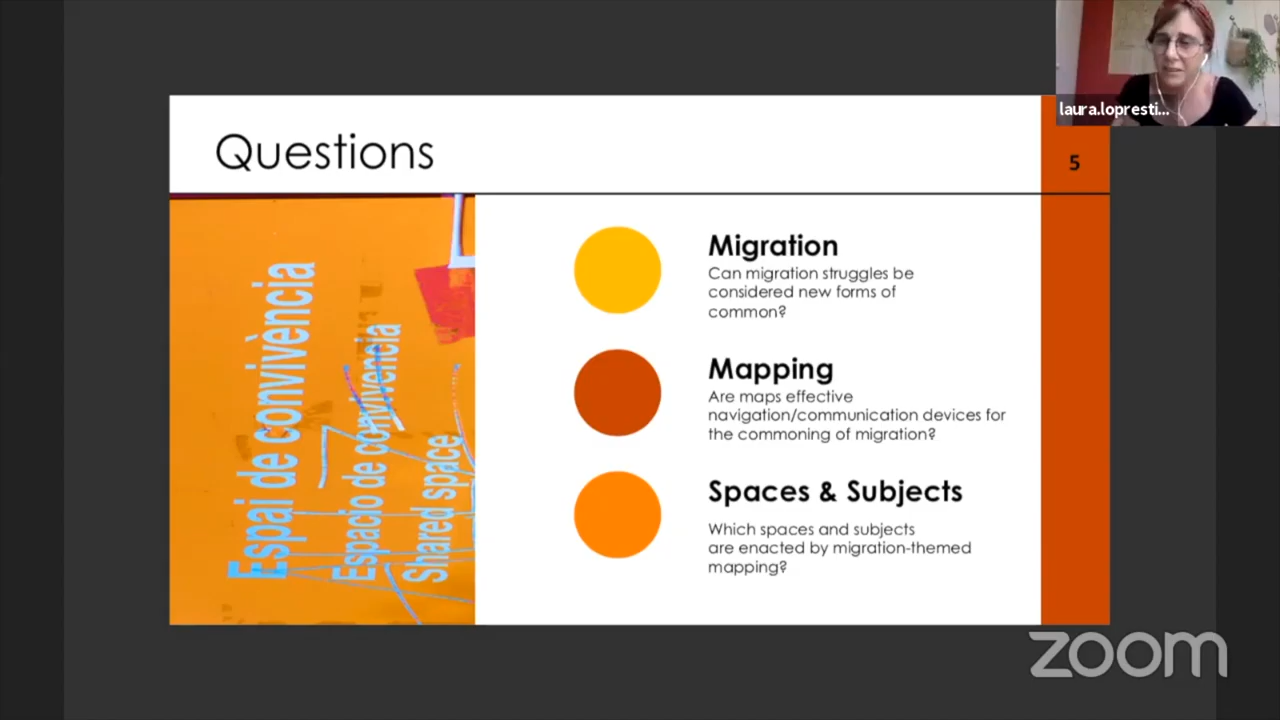 laura.lopresti...
Questions
5
Espai de convivència
Espacio de convivencia
Shared space
Migration
Can migration struggles be
considered new forms of
common?
Mapping
Are maps effective
navigation/communication devices for
the commoning of migration?
Spaces & Subjects
Which spaces and subjects
are enacted by migration-themed
mapping?
zoom